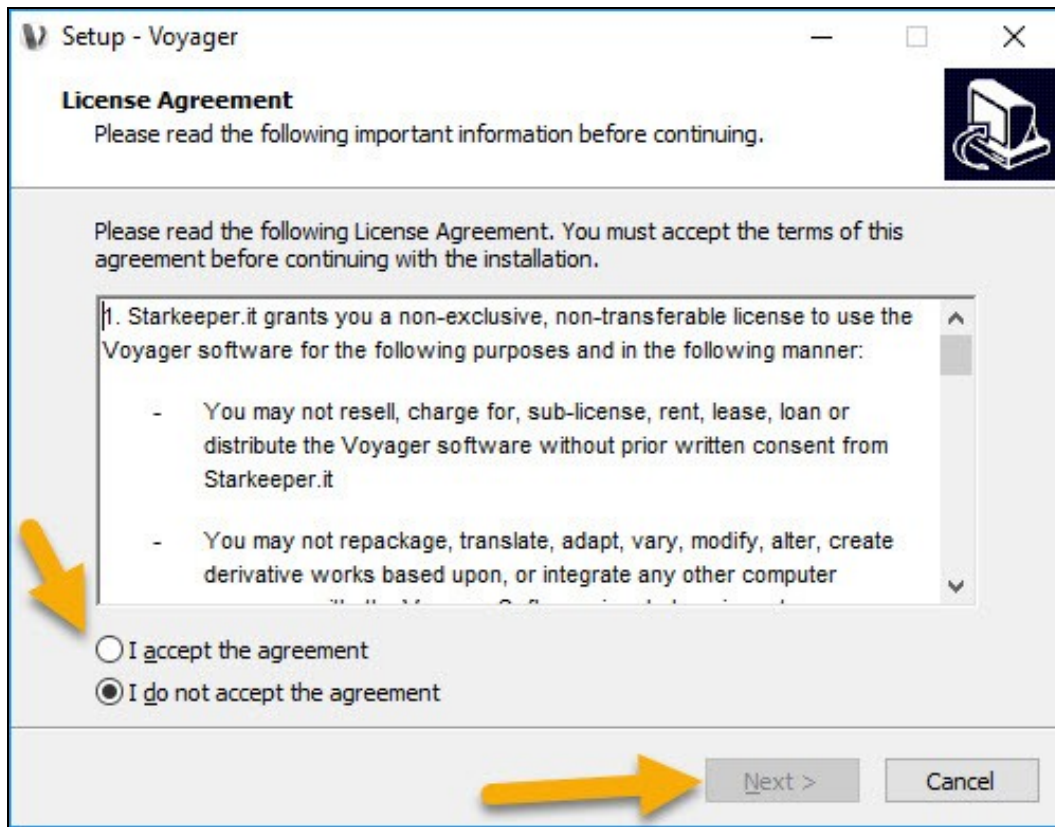 Setup - Voyager
License Agreement
Please read the following important information before continuing.
Please read the following License Agreement. You must accept the terms of this
agreement before continuing with the installation.
1. Starkeeper.it grants you a non-exclusive, non-transferable license to use the
Voyager software for the following purposes and in the following manner:
- You may not resell, charge for, sub-license, rent, lease, loan or
distribute the Voyager software without prior written consent from
Starkeeper.it
- You may not repackage, translate, adapt, vary, modify, alter, create
derivative works based upon, or integrate any other computer
I accept the agreement
I do not accept the agreement
Next >
Cancel